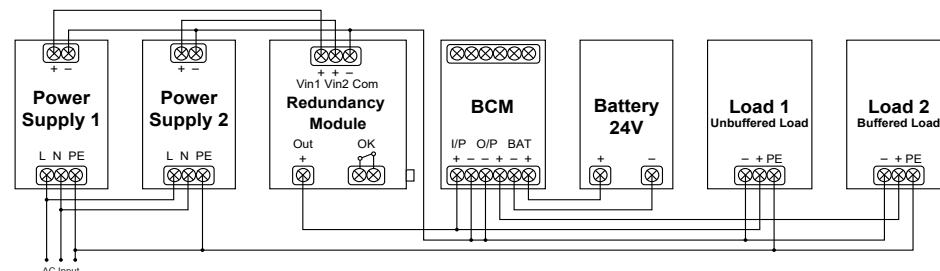 + −
+ −
+ + −
Vin1 Vin2 Com
Power
Supply 1
Power
Supply 2
Redundancy
Module
BCM
Battery
24V
Load 1
Unbuffered Load
Load 2
Buffered Load
L N PE
L N PE
Out
+
OK
I/P O/P BAT
+ − − + − +
+ −
− + PE
− + PE
AC Input